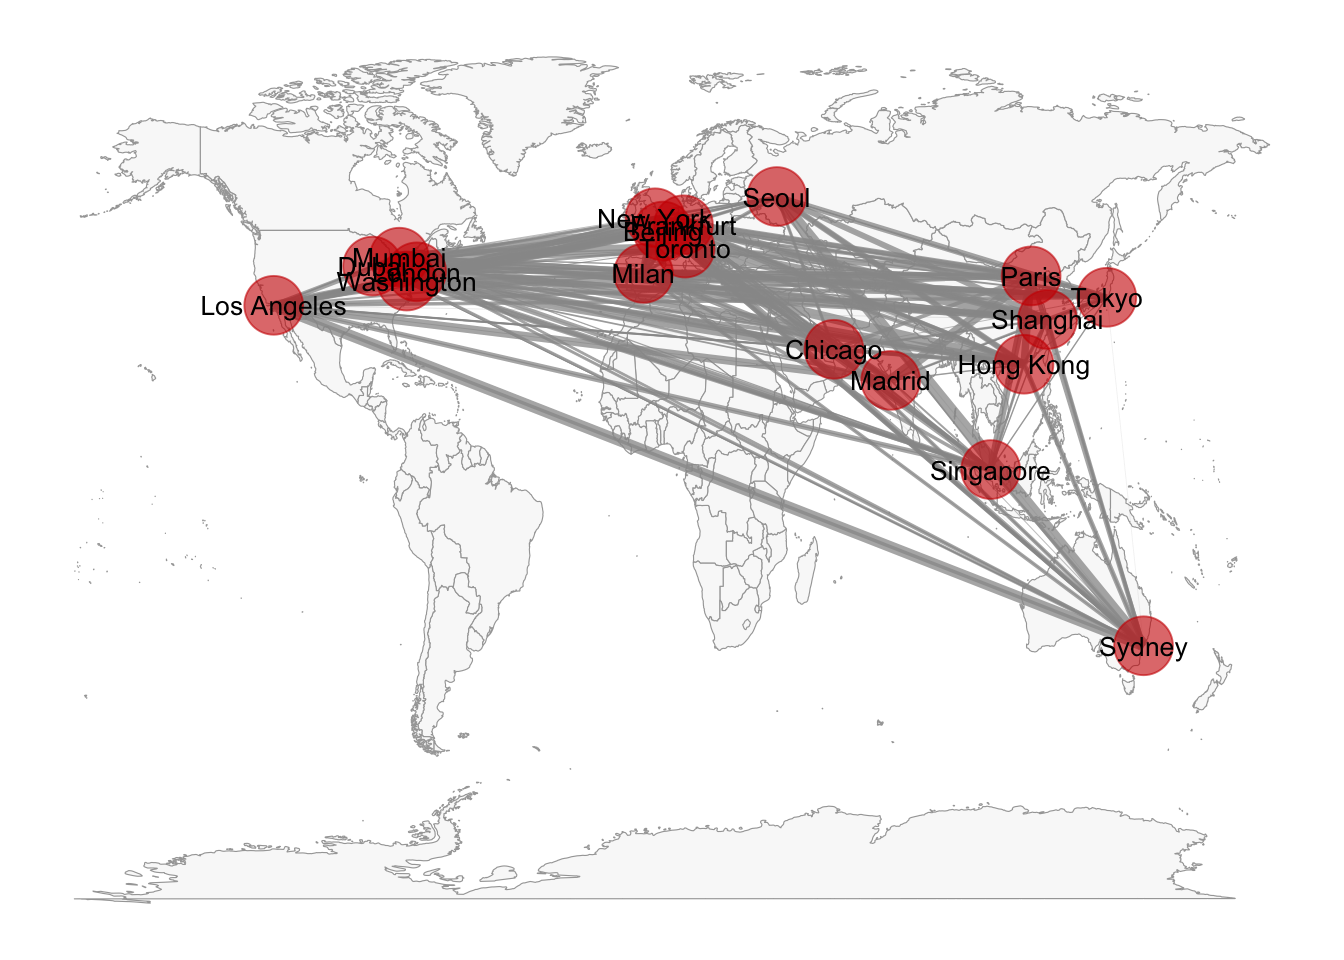 Seoul
New York
Frankfurt
Beijing
Toronto
Mumbai
Dubai
London
Milan
Washington
Paris
Los Angeles
Tokyo
Shanghai
Chicago
Hong Kong
Madrid
Singapore
Sydney